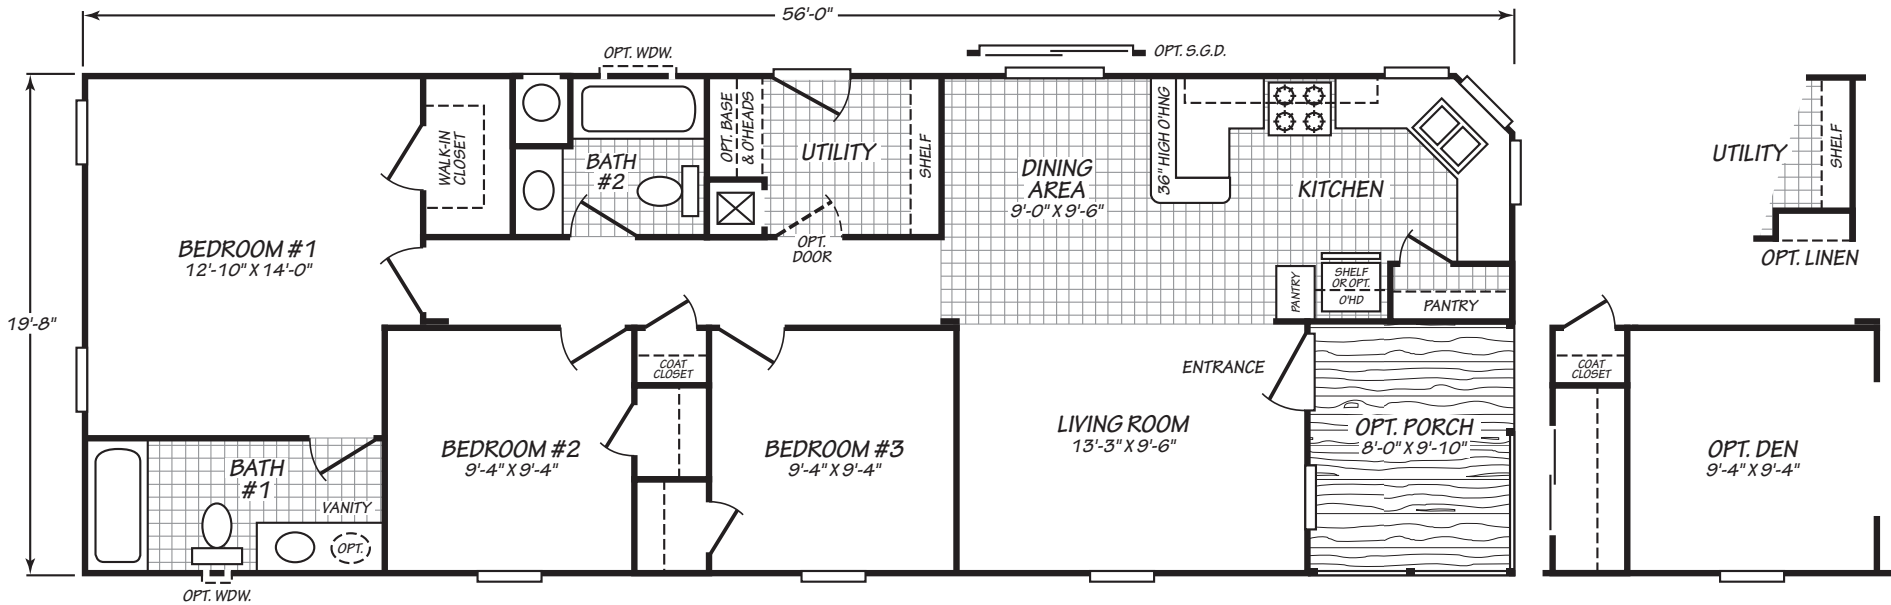 56'-0"
OPT. WDW.
OPT. S.G.D.
WALK-IN
CLOSET
BATH
#2
OPT. BASE
& O'HEADS
UTILITY
SHELF
DINING
AREA
9'-0" X 9'-6"
36" HIGH O'HNG
KITCHEN
UTILITY
SHELF
OPT. LINEN
BEDROOM #1
12'-10" X 14'-0"
OPT.
DOOR
PANTRY
SHELF
OR OPT.
O'HD
PANTRY
19'-8"
COAT
CLOSET
ENTRANCE
COAT
CLOSET
BEDROOM #2
9'-4" X 9'-4"
BEDROOM #3
9'-4" X 9'-4"
LIVING ROOM
13'-3" X 9'-6"
OPT. PORCH
8'-0" X 9'-10"
OPT. DEN
9'-4" X 9'-4"
BATH
#1
VANITY
OPT.
OPT. WDW.